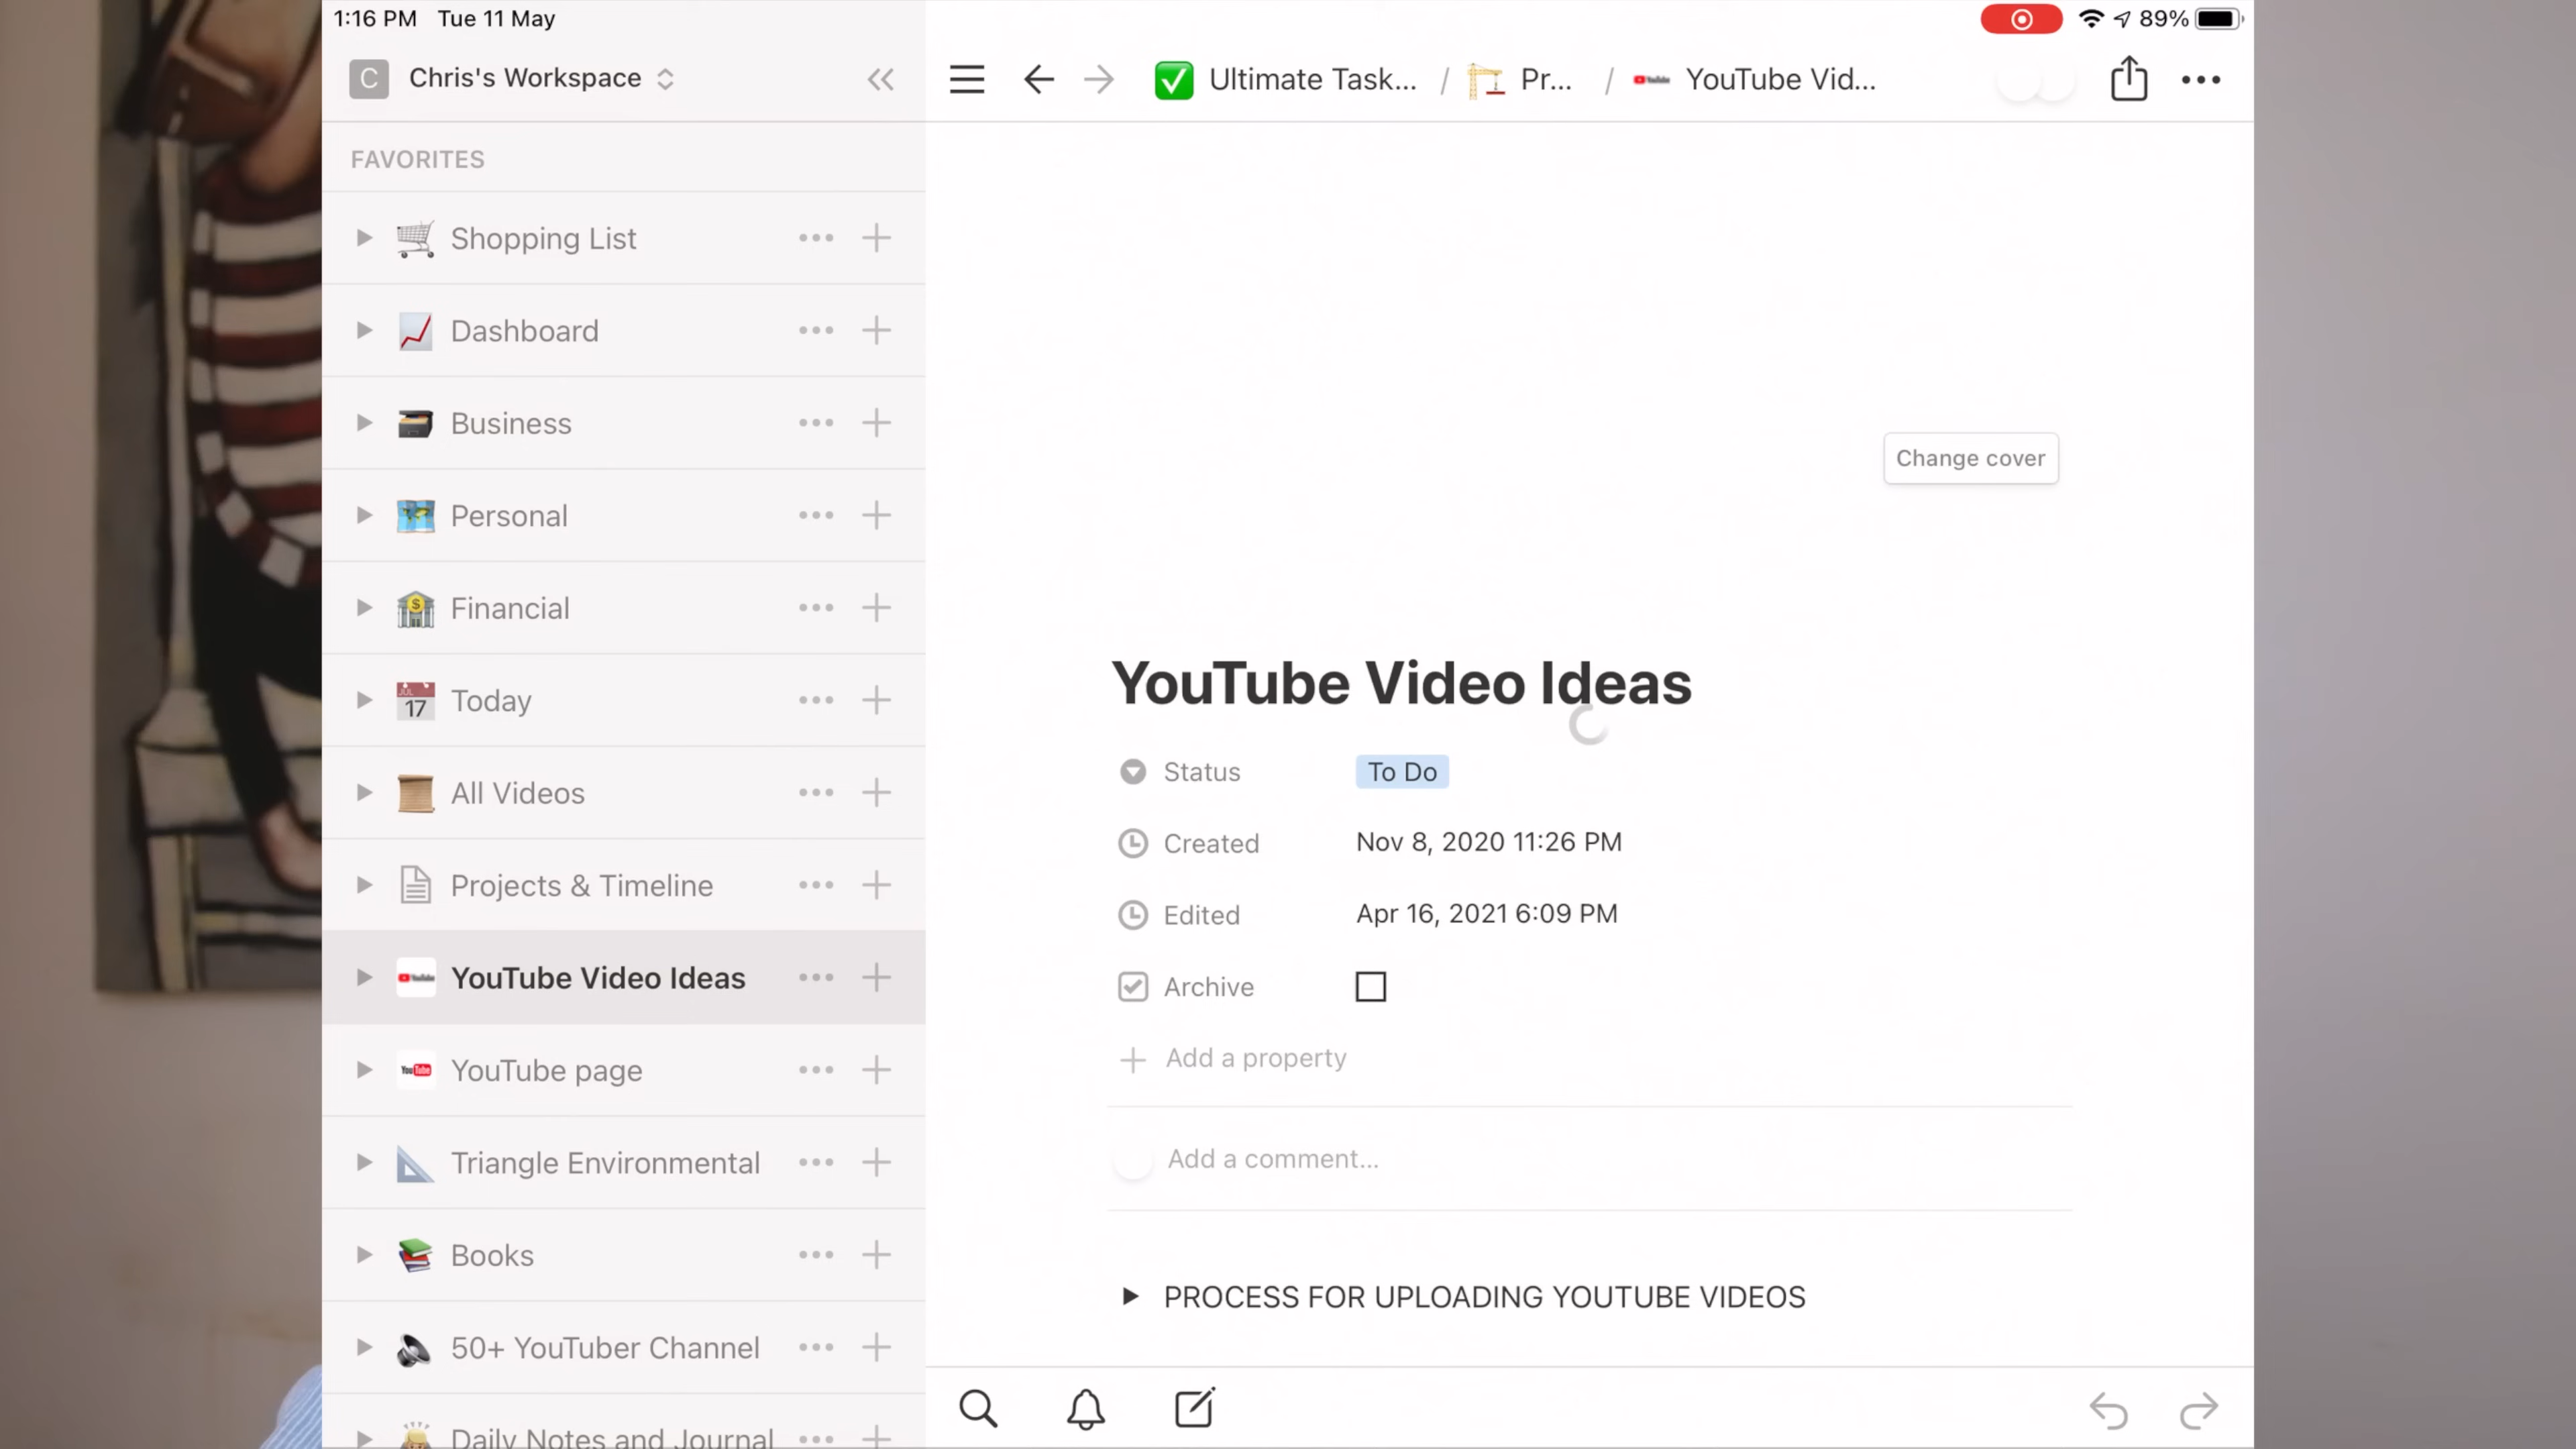 1:16 PM Tue 11 May
89%
C Chris's Workspace
Ultimate Task... / Pr... / YouTube Vid...
FAVORITES
Shopping List
Dashboard
Business
Personal
Financial
JUL
17
Today
All Videos
Projects & Timeline
YouTube Video Ideas
YouTube
YouTube page
Triangle Environmental
Books
50+ YouTuber Channel
Daily Notes and Journal
Change cover
YouTube Video Ideas
Status To Do
Created Nov 8, 2020 11:26 PM
Edited Apr 16, 2021 6:09 PM
Archive
Add a property
Add a comment...
PROCESS FOR UPLOADING YOUTUBE VIDEOS